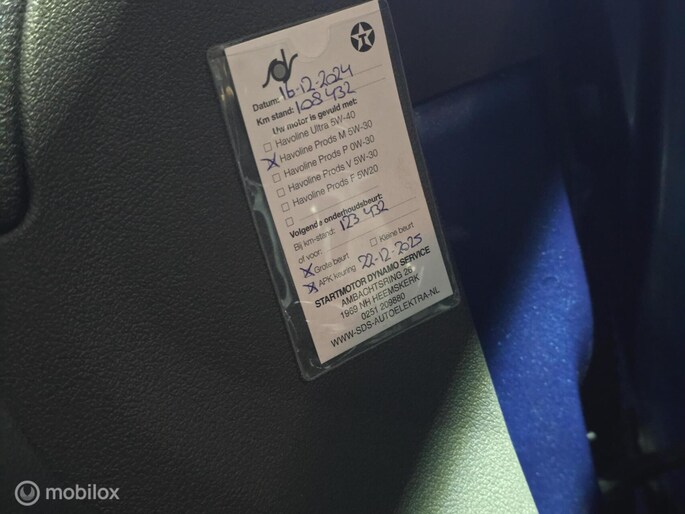 sds
Datum: 16-12-2024
Km stand: 108 432
Uw motor is gevuld met:
Havoline Ultra 5W-40
Havoline Prods M 5W-30
Havoline Prods P 0W-30
Havoline Prods V 5W-30
Havoline Prods F 5W20
Volgende onderhoudsbeurt:
Bij km-stand: 123 432
of voor:
Grote beurt Kleine beurt
APK keuring 22-12-2025
STARTMOTOR DYNAMO SERVICE
AMBACHTSRING 26
1969 NH HEEMSKERK
0251 209880
WWW-SDS-AUTOELEKTRA-NL
mobilox